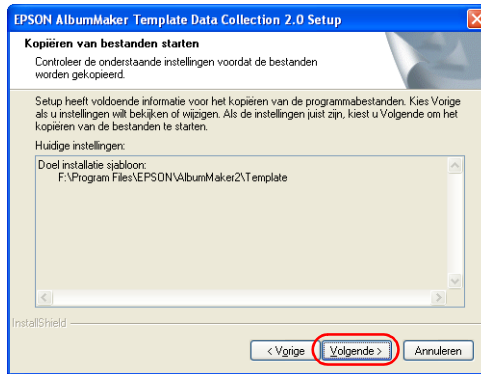 EPSON AlbumMaker Template Data Collection 2.0 Setup
Kopiëren van bestanden starten
Controleer de onderstaande instellingen voordat de bestanden
worden gekopieerd.
Setup heeft voldoende informatie voor het kopiëren van de programmabestanden. Kies Vorige
als u instellingen wilt bekijken of wijzigen. Als de instellingen juist zijn, kiest u Volgende om het
kopiëren van de bestanden te starten.
Huidige instellingen:
Doel installatie sjabloon:
F:\Program Files\EPSON\AlbumMaker2\Template
InstallShield
< Vorige
Volgende >
Annuleren